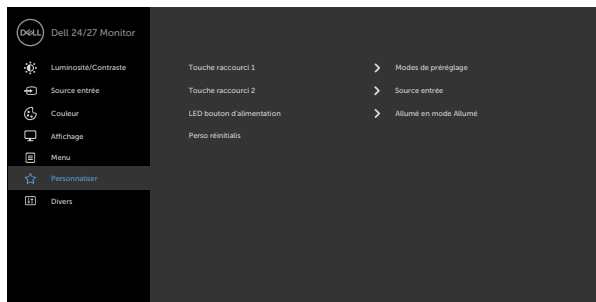 DELL
Dell 24/27 Monitor
Luminosité/Contraste
Source entrée
Couleur
Affichage
Menu
Personnaliser
Divers
Touche raccourci 1
Modes de préréglage
Touche raccourci 2
Source entrée
LED bouton d'alimentation
Allumé en mode Allumé
Perso réinitialis